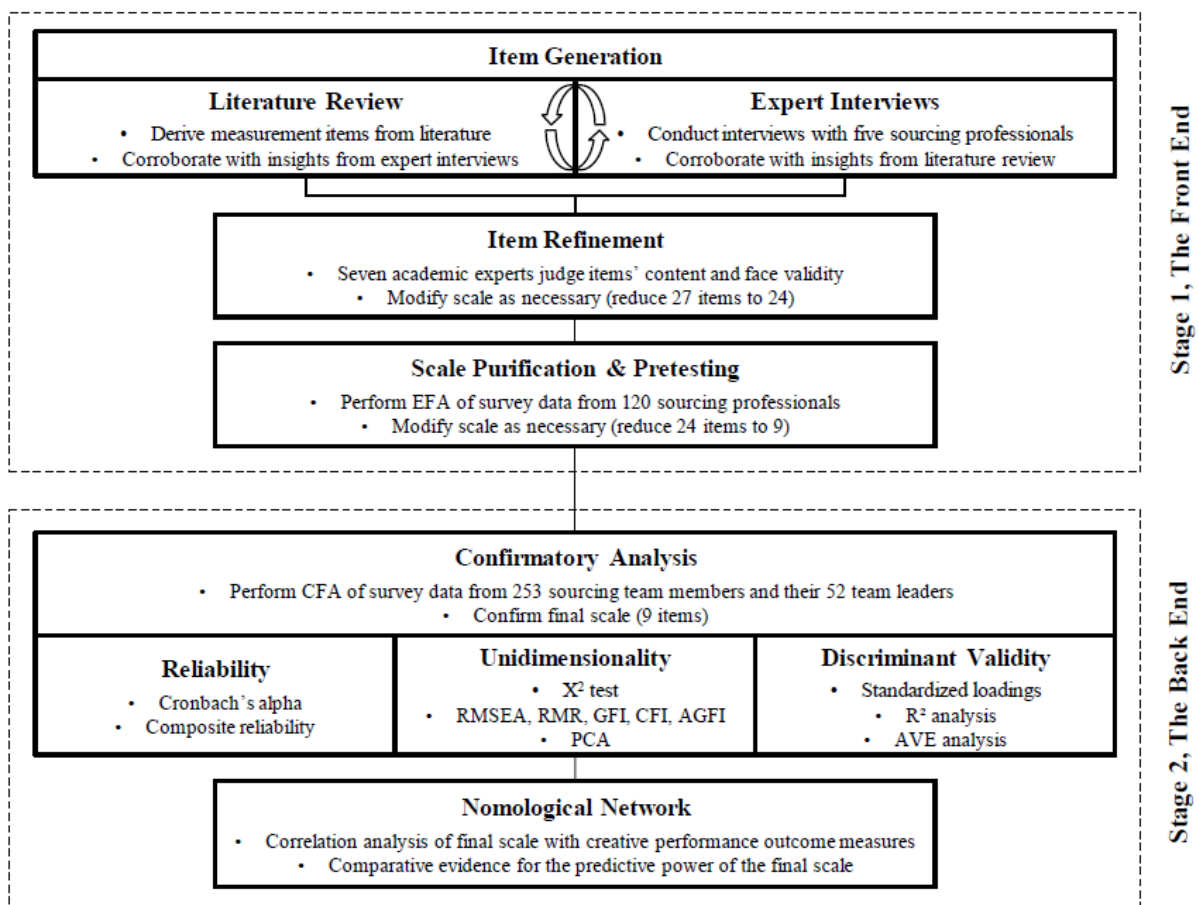 Item Generation
Literature Review
• Derive measurement items from literature
• Corroborate with insights from expert interviews
Expert Interviews
• Conduct interviews with five sourcing professionals
• Corroborate with insights from literature review
Item Refinement
• Seven academic experts judge items’ content and face validity
• Modify scale as necessary (reduce 27 items to 24)
Scale Purification & Pretesting
• Perform EFA of survey data from 120 sourcing professionals
• Modify scale as necessary (reduce 24 items to 9)
Stage 1, The Front End
Confirmatory Analysis
• Perform CFA of survey data from 253 sourcing team members and their 52 team leaders
• Confirm final scale (9 items)
Reliability
• Cronbach’s alpha
• Composite reliability
Unidimensionality
• X² test
• RMSEA, RMR, GFI, CFI, AGFI
• PCA
Discriminant Validity
• Standardized loadings
• R² analysis
• AVE analysis
Nomological Network
• Correlation analysis of final scale with creative performance outcome measures
• Comparative evidence for the predictive power of the final scale
Stage 2, The Back End